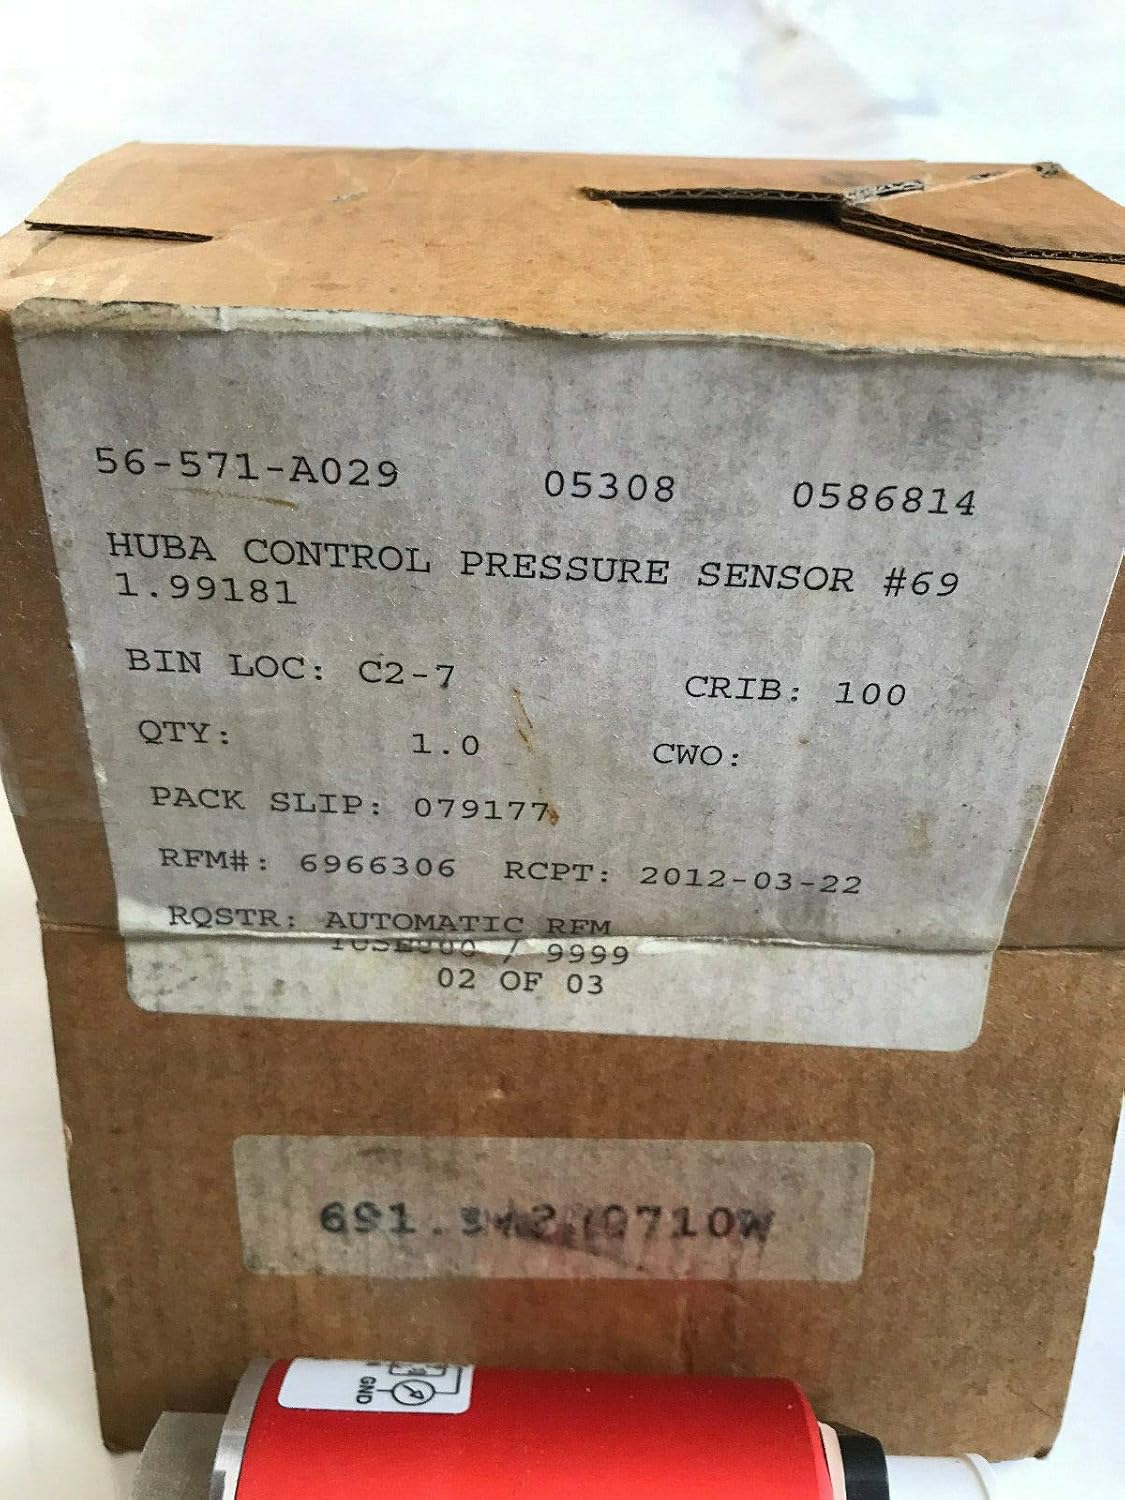 56-571-A029 05308 0586814
HUBA CONTROL PRESSURE SENSOR #69
1.99181
BIN LOC: C2-7 CRIB: 100
QTY: 1.0 CWO:
PACK SLIP: 079177
RFM#: 6966306 RCPT: 2012-03-22
RQSTR: AUTOMATIC RFM
/ 9999
02 OF 03
GND